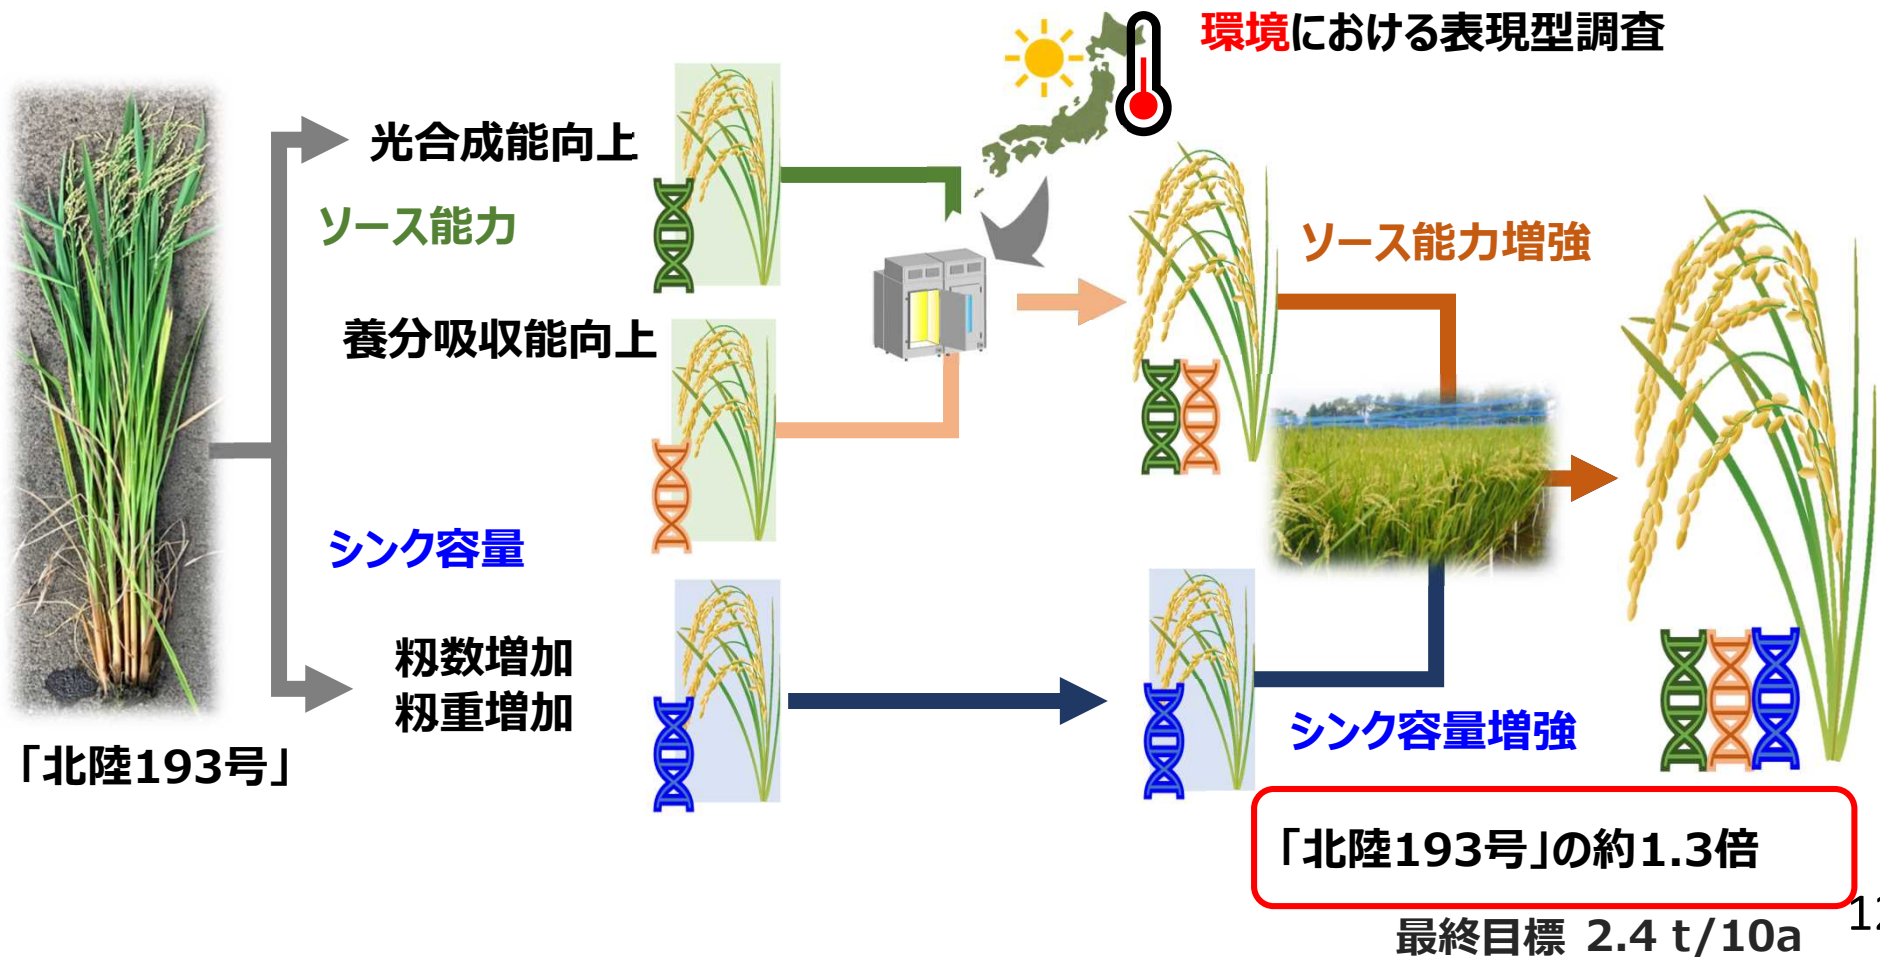 環境における表現型調査
光合成能向上
ソース能力
養分吸収能向上
シンク容量
籾数増加
籾重増加
「北陸193号」
ソース能力増強
シンク容量増強
「北陸193号」の約1.3倍
最終目標 2.4 t/10a
12